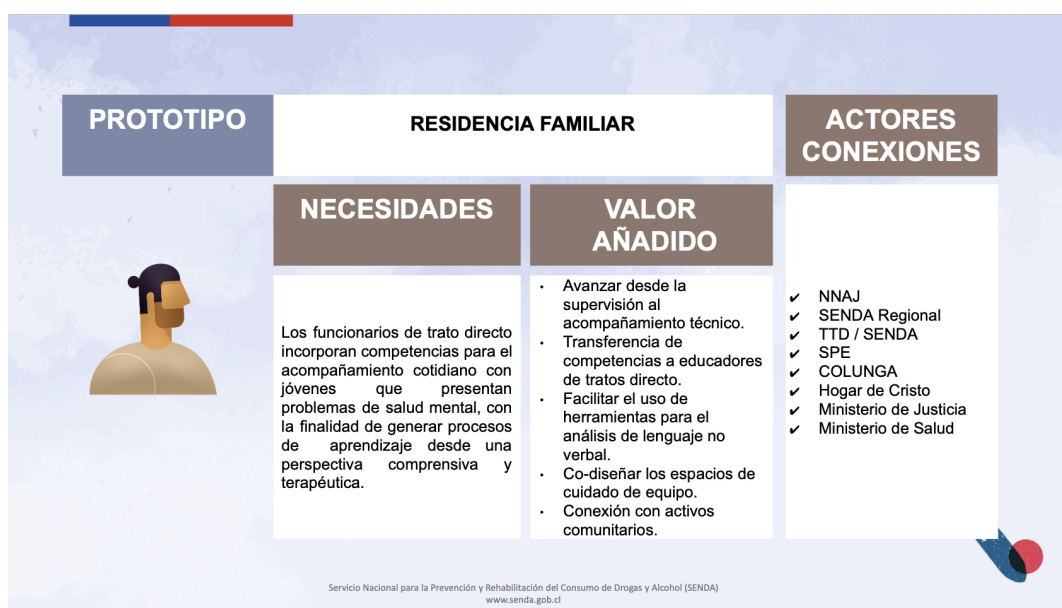 PROTOTIPO
RESIDENCIA FAMILIAR
ACTORES
CONEXIONES
NECESIDADES
VALOR
AÑADIDO
Los funcionarios de trato directo
incorporan competencias para el
acompañamiento cotidiano con
jóvenes que presentan
problemas de salud mental, con
la finalidad de generar procesos
de aprendizaje desde una
perspectiva comprensiva y
terapéutica.
• Avanzar desde la
supervisión al
acompañamiento técnico.
• Transferencia de
competencias a educadores
de tratos directo.
• Facilitar el uso de
herramientas para el
análisis de lenguaje no
verbal.
• Co-diseñar los espacios de
cuidado de equipo.
• Conexión con activos
comunitarios.
✔ NNAJ
✔ SENDA Regional
✔ TTD / SENDA
✔ SPE
✔ COLUNGA
✔ Hogar de Cristo
✔ Ministerio de Justicia
✔ Ministerio de Salud
Servicio Nacional para la Prevención y Rehabilitación del Consumo de Drogas y Alcohol (SENDA)
www.senda.gob.cl